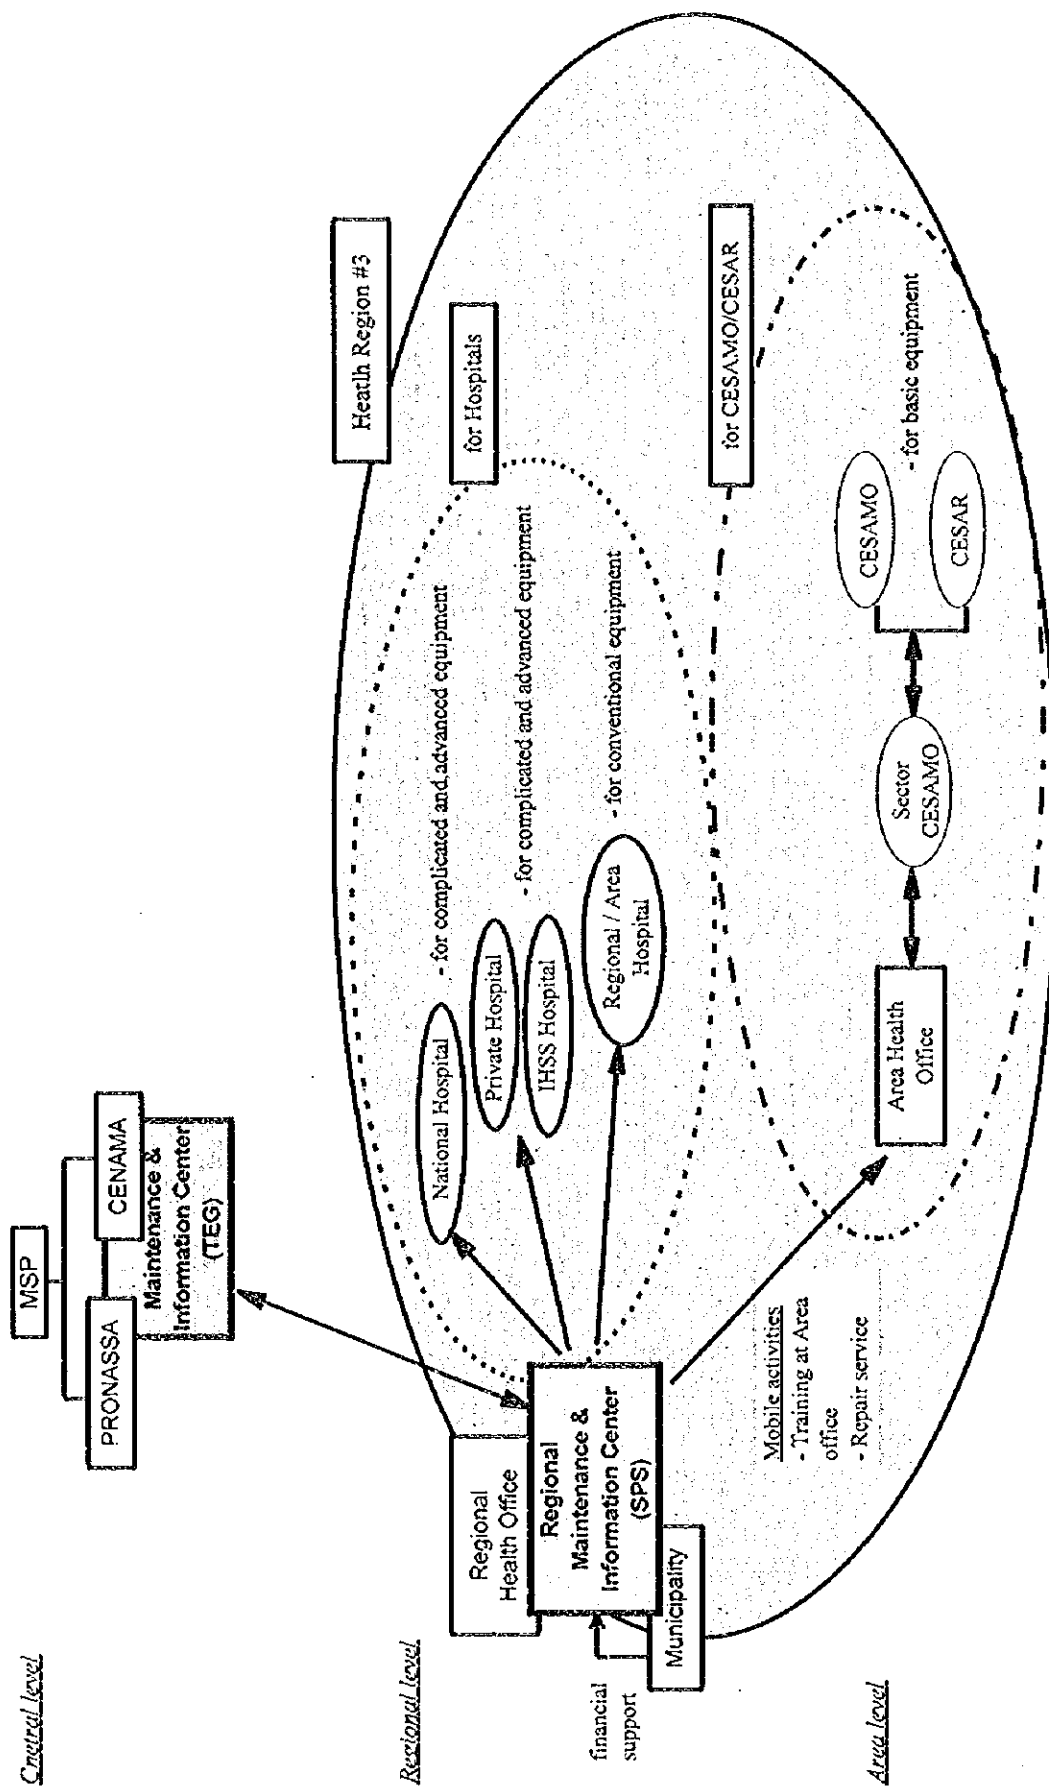 Cnetral level
MSP
PRONASSA
CENAMA
Maintenance &
Information Center
(TEG)
Regional level
Heatlh Region #3
for Hospitals
Regional
Health Office
Regional
Maintenance &
Information Center
(SPS)
financial
support
Municipality
National Hospital
- for complicated and advanced equipment
Private Hospital
IHSS Hospital
- for complicated and advanced equipment
Regional / Area
Hospital
- for conventional equipment
for CESAMO/CESAR
Area level
Mobile activities
- Training at Area
office
- Repair service
Area Health
Office
Sector
CESAMO
CESAMO
CESAR
- for basic equipment